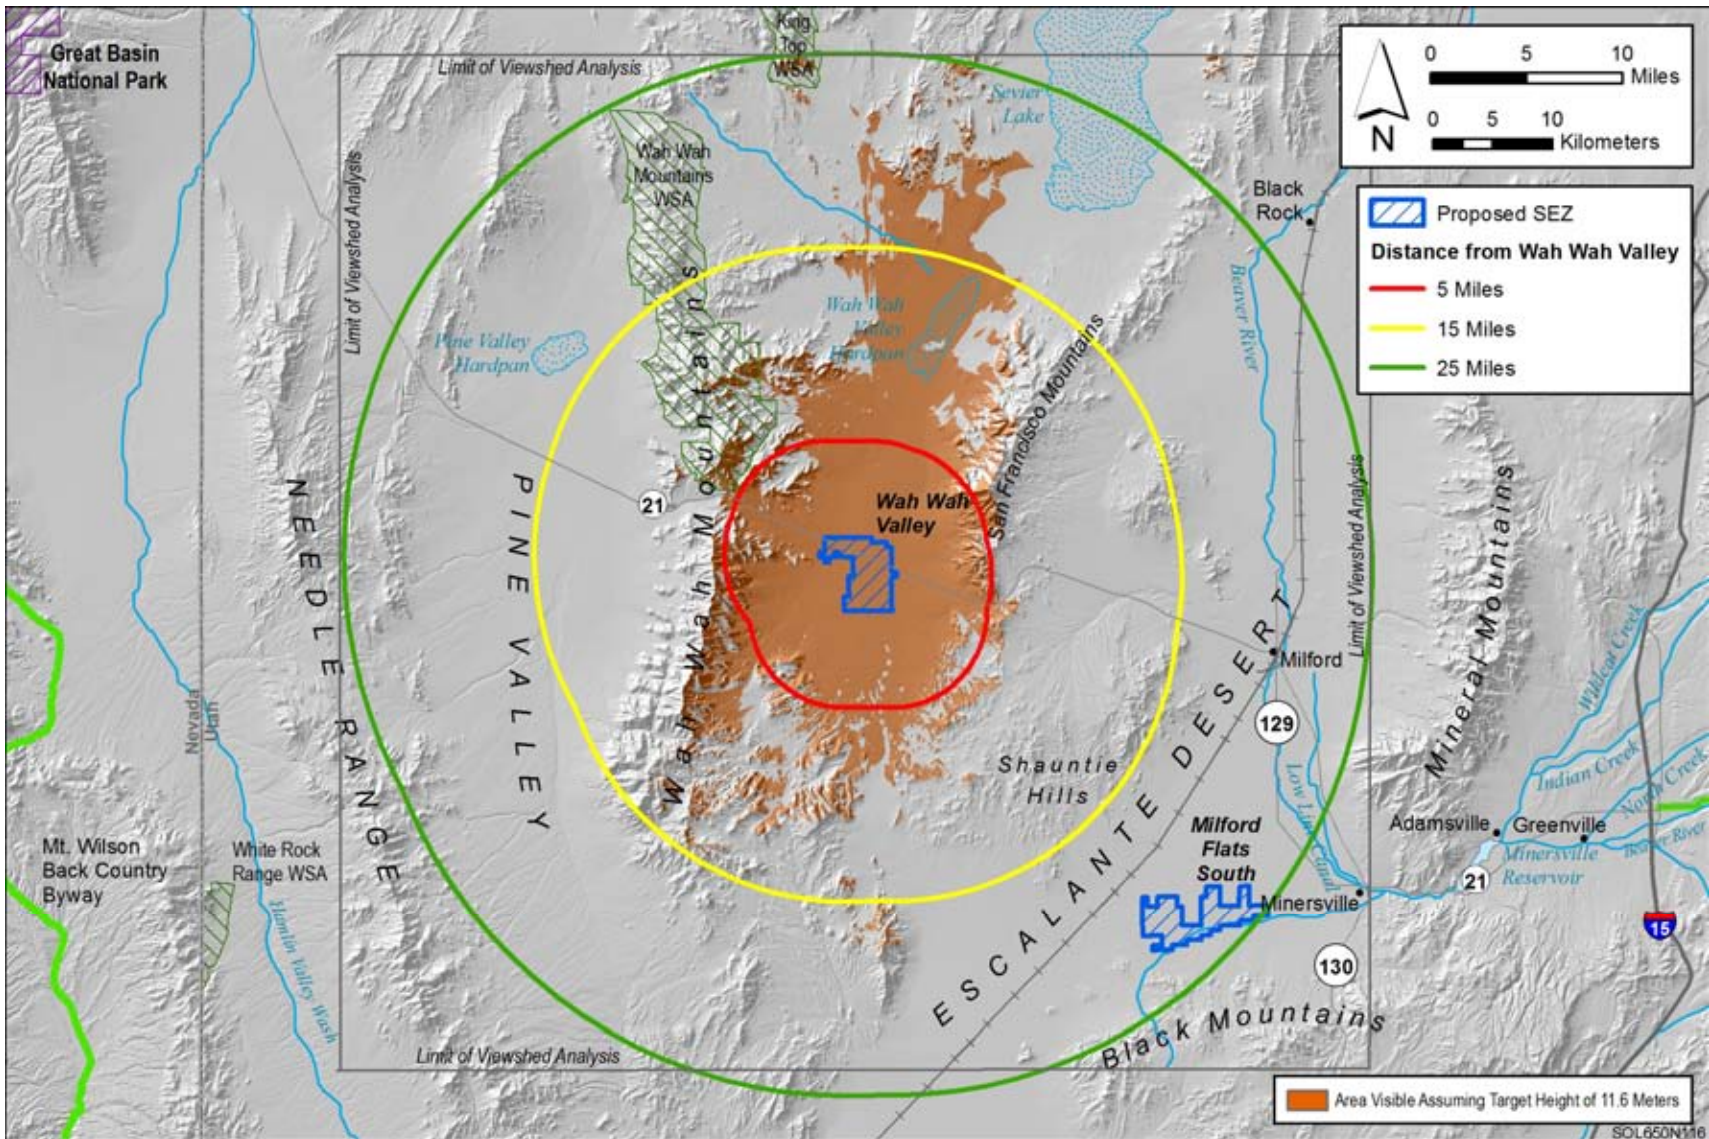 Great Basin
National Park
King
Top
WSA
Limit of Viewshed Analysis
0 5 10
Miles
0 5 10
Kilometers
N
Sevier
Lake
Wah Wah
Mountains
WSA
Limit of Viewshed Analysis
Black
Rock
Proposed SEZ
Distance from Wah Wah Valley
5 Miles
15 Miles
25 Miles
Beaver River
Pine Valley
Hardpan
Wah Wah
Valley
Hardpan
San Francisco Mountains
Wah Wah Mountains
21
Wah Wah
Valley
NEEDLE RANGE
PINE VALLEY
Limit of Viewshed Analysis
Mineral Mountains
Milford
129
Wildcat Creek
Indian Creek
North Creek
Beaver River
Nevada
Utah
Shauntie
Hills
ESCALANTE DESERT
Low Line Canal
Milford
Flats
South
Adamsville
Greenville
Minersville
Reservoir
21
Minersville
15
130
Mt. Wilson
Back Country
Byway
White Rock
Range WSA
Hamlin Valley Wash
Black Mountains
Limit of Viewshed Analysis
Area Visible Assuming Target Height of 11.6 Meters
SOL650N116